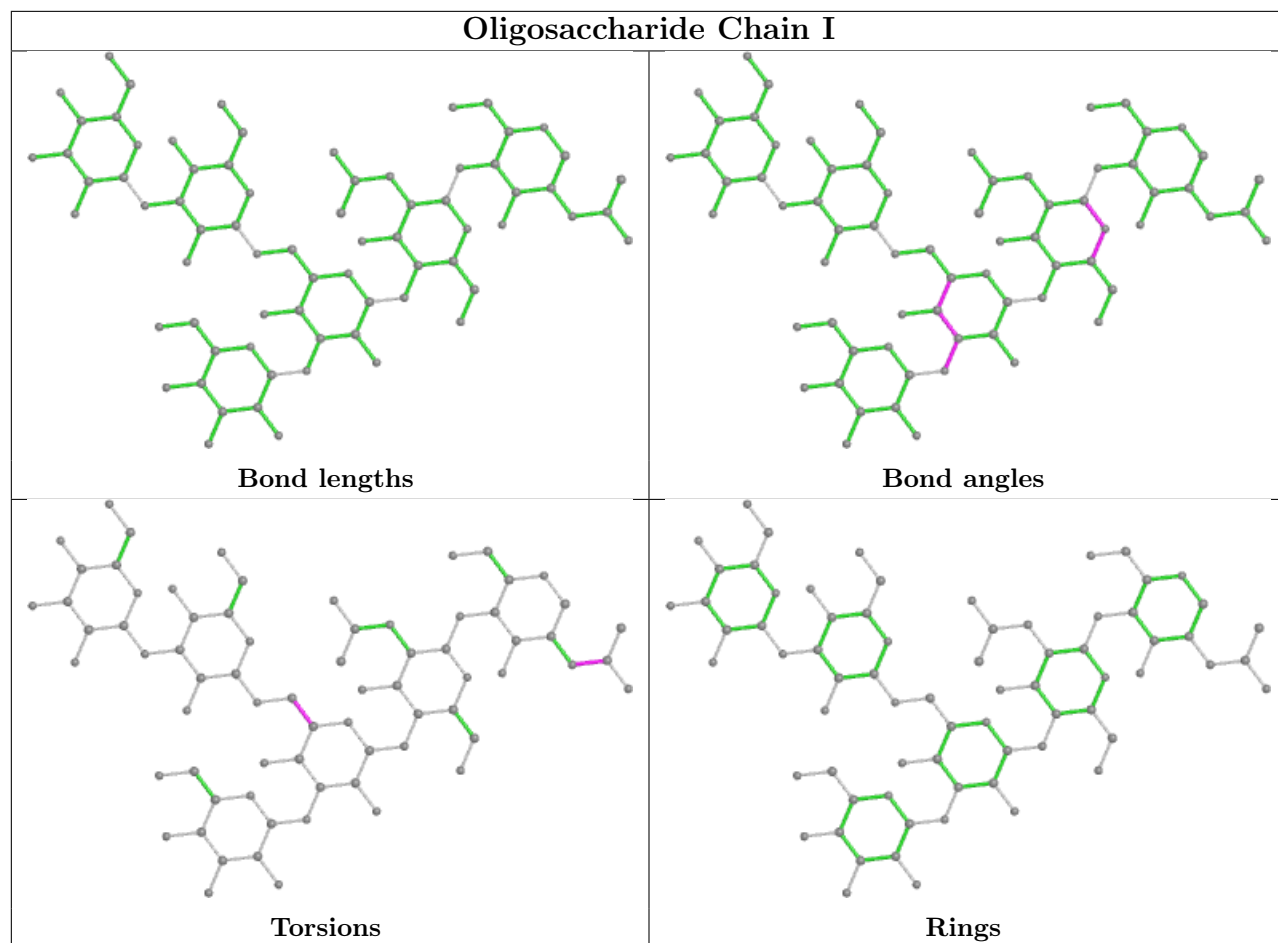 Oligosaccharide Chain I
Bond lengths
Bond angles
Torsions
Rings